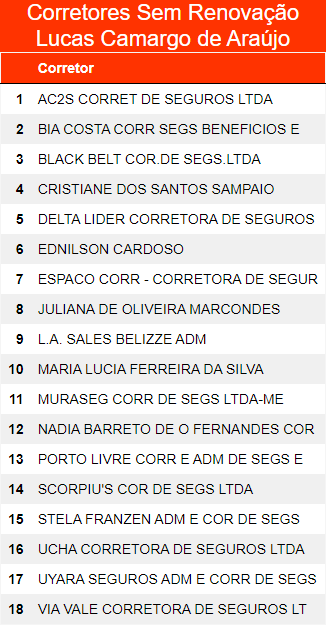 Corretores Sem Renovação
Lucas Camargo de Araújo
Corretor
1 AC2S CORRET DE SEGUROS LTDA
2 BIA COSTA CORR SEGS BENEFICIOS E
3 BLACK BELT COR.DE SEGS.LTDA
4 CRISTIANE DOS SANTOS SAMPAIO
5 DELTA LIDER CORRETORA DE SEGUROS
6 EDNILSON CARDOSO
7 ESPACO CORR - CORRETORA DE SEGUR
8 JULIANA DE OLIVEIRA MARCONDES
9 L.A. SALES BELIZZE ADM
10 MARIA LUCIA FERREIRA DA SILVA
11 MURASEG CORR DE SEGS LTDA-ME
12 NADIA BARRETO DE O FERNANDES COR
13 PORTO LIVRE CORR E ADM DE SEGS E
14 SCORPIU'S COR DE SEGS LTDA
15 STELA FRANZEN ADM E COR DE SEGS
16 UCHA CORRETORA DE SEGUROS LTDA
17 UYARA SEGUROS ADM E CORR DE SEGS
18 VIA VALE CORRETORA DE SEGUROS LT